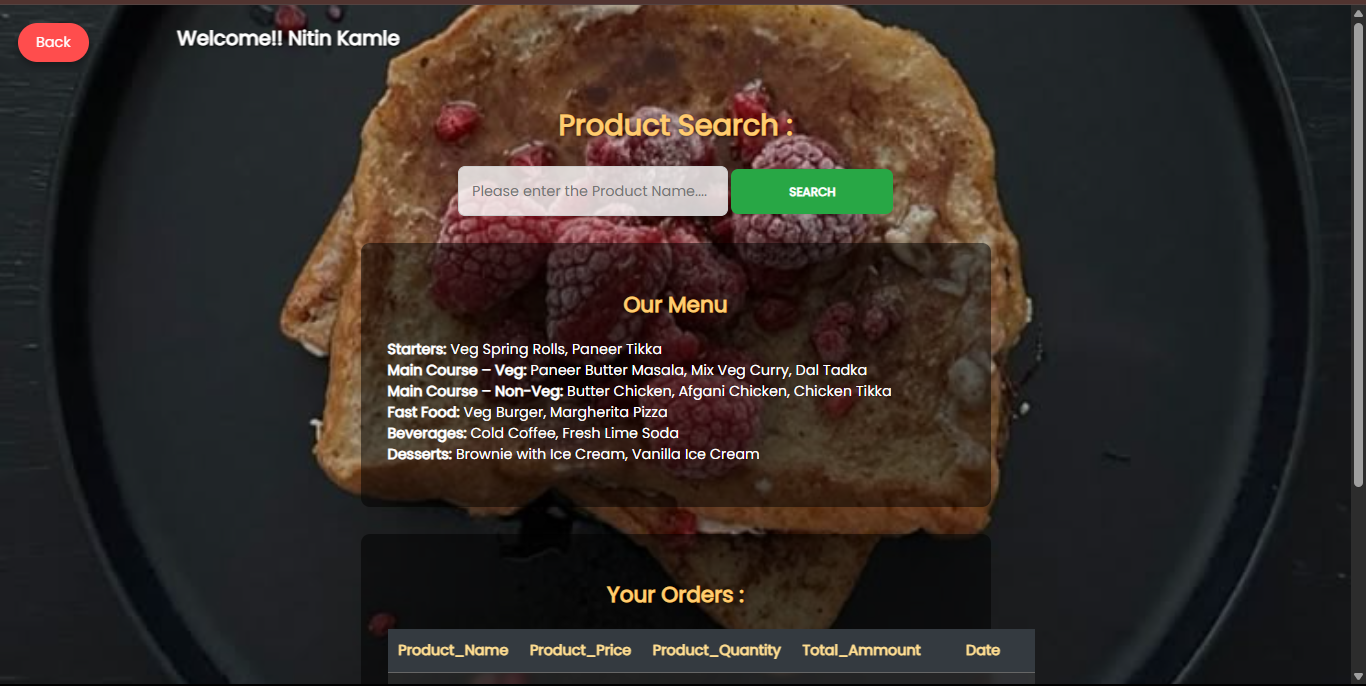 Back
Welcome!! Nitin Kamle
Product Search :
Please enter the Product Name....
SEARCH
Our Menu
Starters: Veg Spring Rolls, Paneer Tikka
Main Course – Veg: Paneer Butter Masala, Mix Veg Curry, Dal Tadka
Main Course – Non-Veg: Butter Chicken, Afgani Chicken, Chicken Tikka
Fast Food: Veg Burger, Margherita Pizza
Beverages: Cold Coffee, Fresh Lime Soda
Desserts: Brownie with Ice Cream, Vanilla Ice Cream
Your Orders :
Product_Name Product_Price Product_Quantity Total_Ammount Date